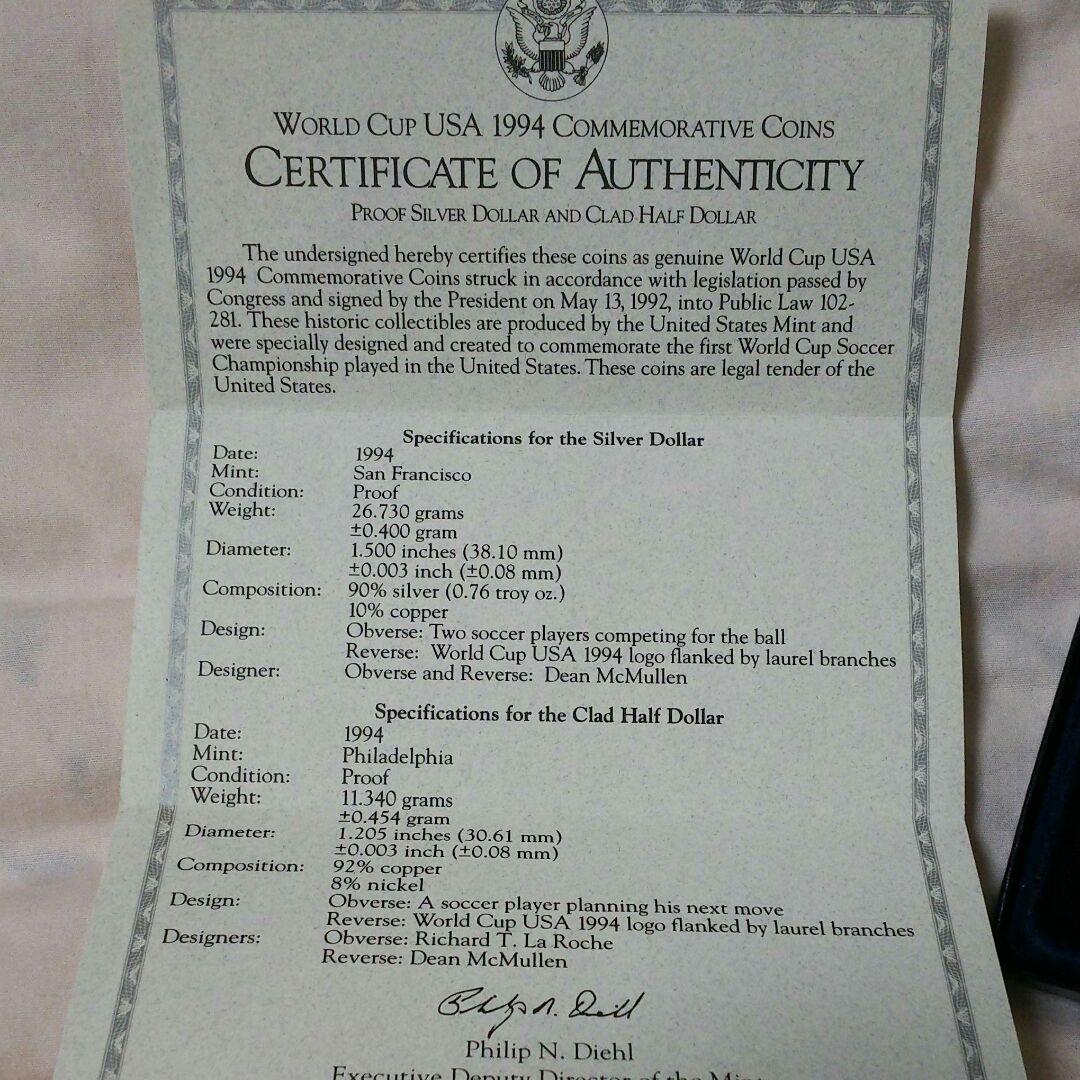 World Cup USA 1994 Commemorative Coins
Certificate of Authenticity
Proof Silver Dollar and Clad Half Dollar
The undersigned hereby certifies these coins as genuine World Cup USA
1994 Commemorative Coins struck in accordance with legislation passed by
Congress and signed by the President on May 13, 1992, into Public Law 102-
281. These historic collectibles are produced by the United States Mint and
were specially designed and created to commemorate the first World Cup Soccer
Championship played in the United States. These coins are legal tender of the
United States.
Specifications for the Silver Dollar
Date: 1994
Mint: San Francisco
Condition: Proof
Weight: 26.730 grams
±0.400 gram
Diameter: 1.500 inches (38.10 mm)
±0.003 inch (±0.08 mm)
Composition: 90% silver (0.76 troy oz.)
10% copper
Design: Obverse: Two soccer players competing for the ball
Reverse: World Cup USA 1994 logo flanked by laurel branches
Designer: Obverse and Reverse: Dean McMullen
Specifications for the Clad Half Dollar
Date: 1994
Mint: Philadelphia
Condition: Proof
Weight: 11.340 grams
±0.454 gram
Diameter: 1.205 inches (30.61 mm)
±0.003 inch (±0.08 mm)
Composition: 92% copper
8% nickel
Design: Obverse: A soccer player planning his next move
Reverse: World Cup USA 1994 logo flanked by laurel branches
Designers: Obverse: Richard T. La Roche
Reverse: Dean McMullen
Philip N. Diehl
Philip N. Diehl
Executive Deputy Director of the Mint